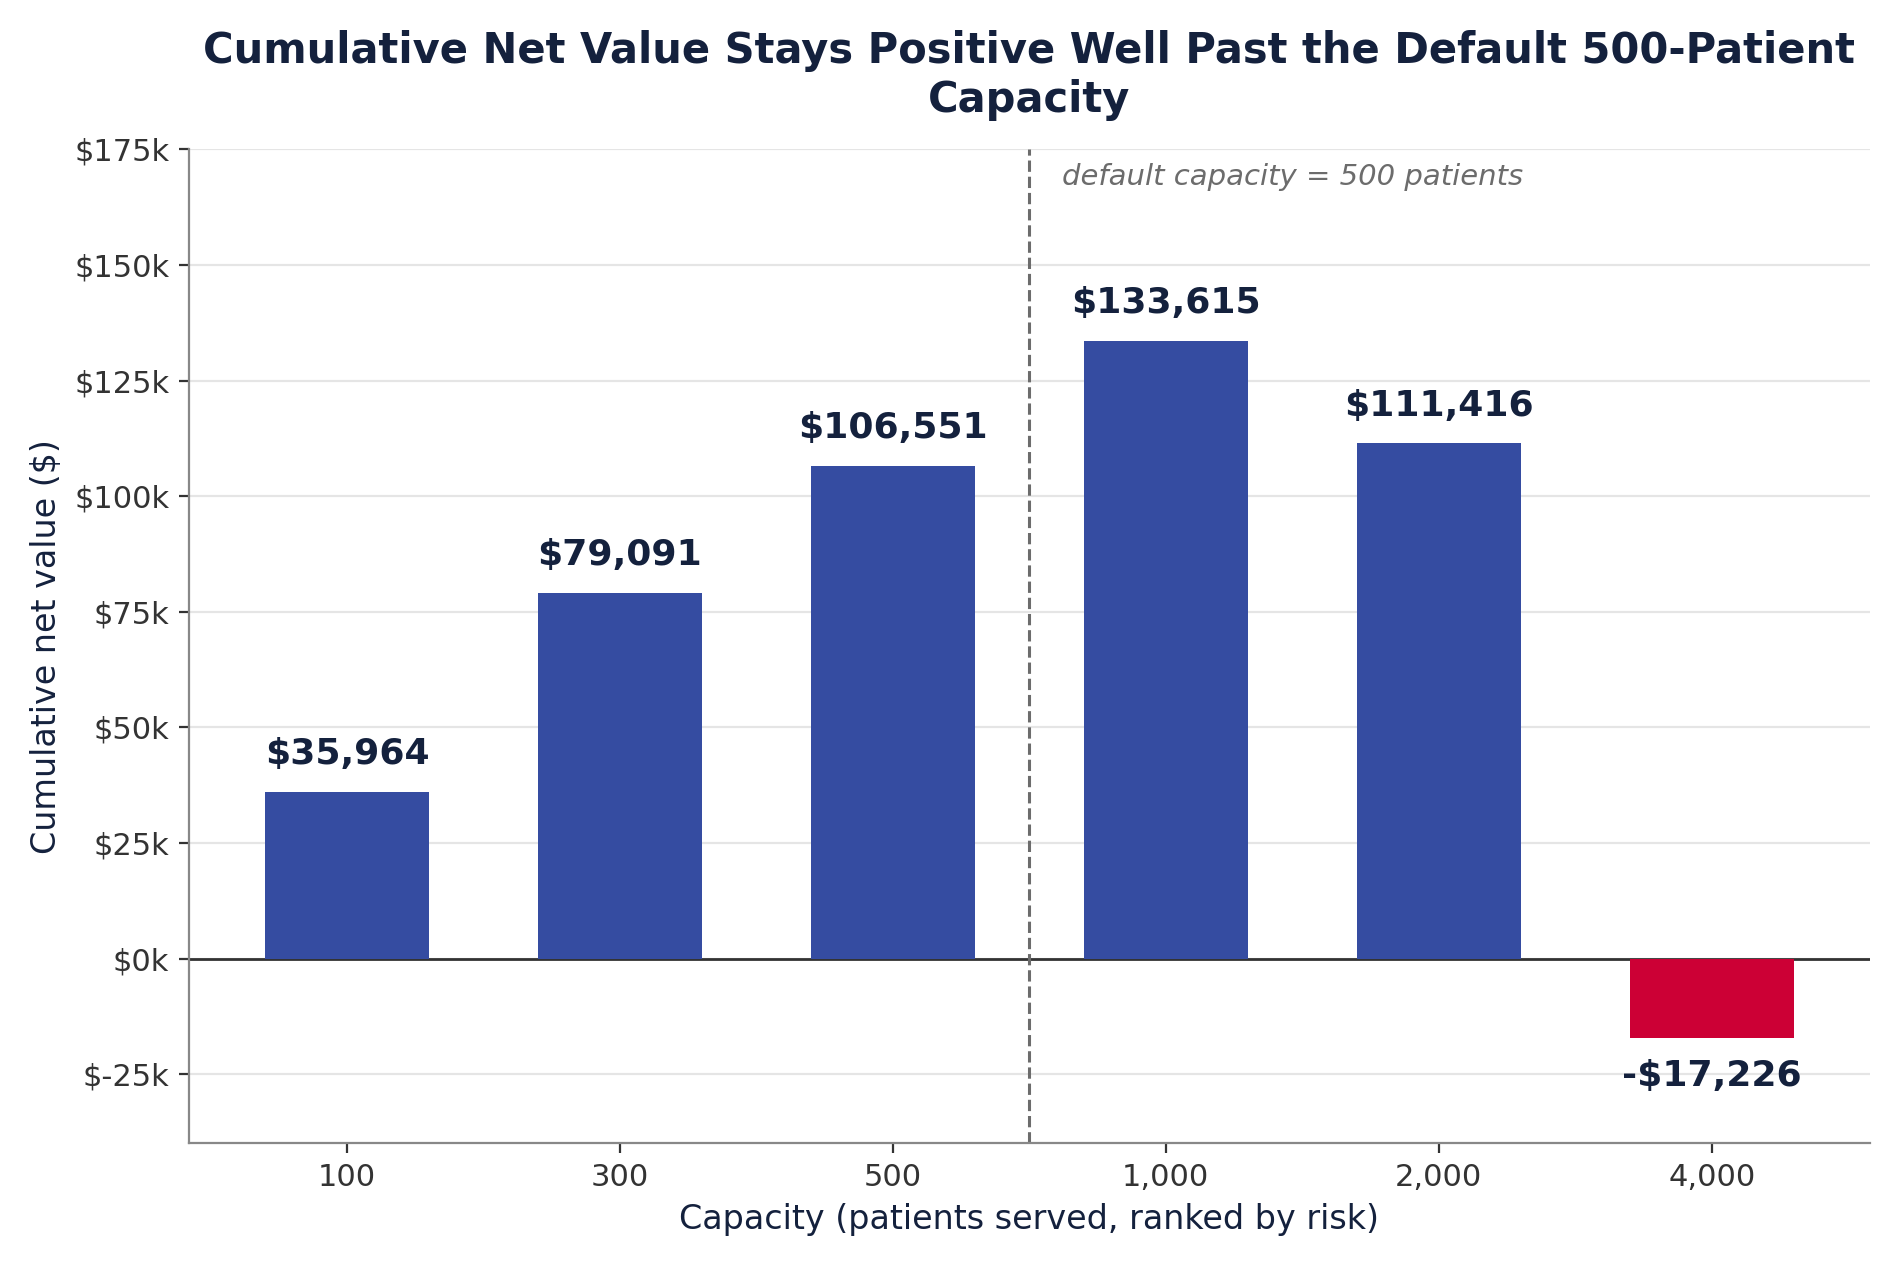 Cumulative Net Value Stays Positive Well Past the Default 500-Patient
Capacity
$175k
default capacity = 500 patients
$150k
$133,615
$125k
$111,416
$106,551
$100k
$79,091
$75k
$50k
$35,964
$25k
$0k
$-25k
-$17,226
Cumulative net value ($)
100
300
500
1,000
2,000
4,000
Capacity (patients served, ranked by risk)